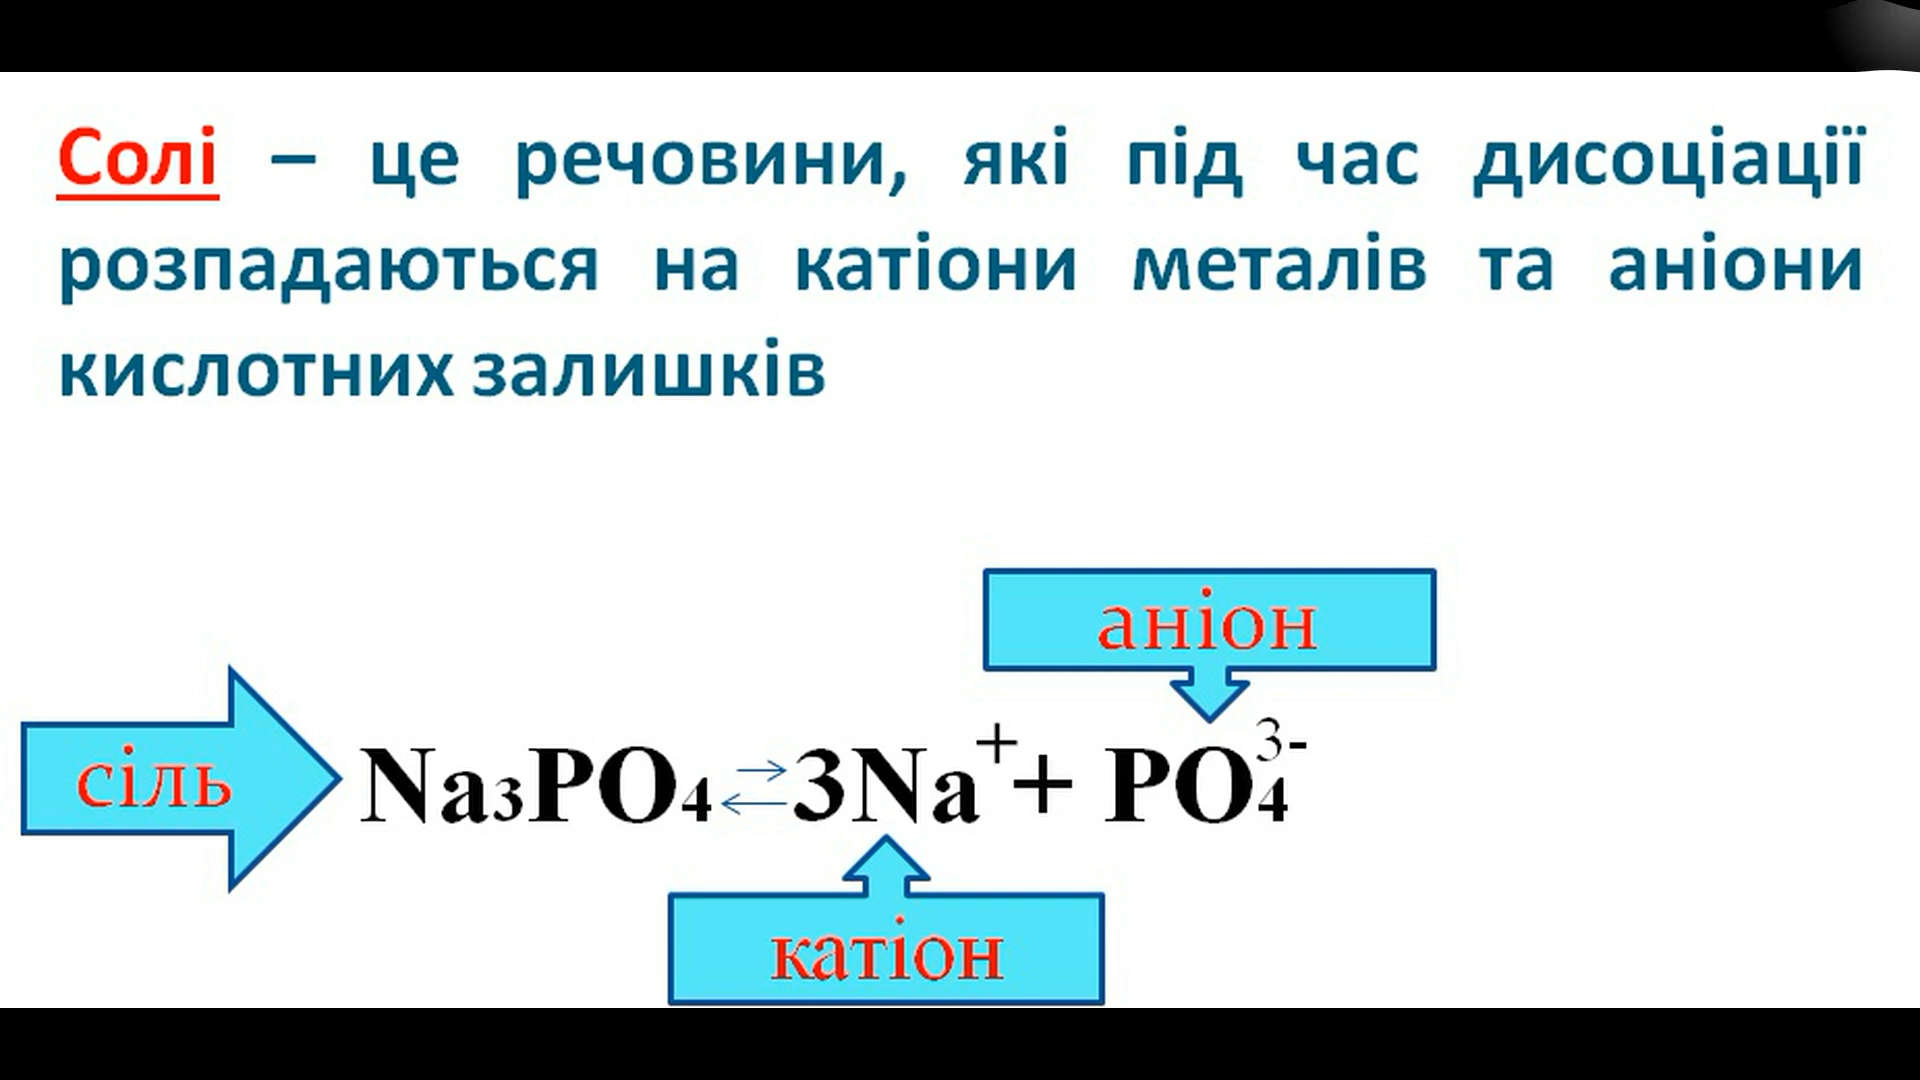 Солі – це речовини, які під час дисоціації
розпадаються на катіони металів та аніони
кислотних залишків
аніон
сіль
Na₃PO₄ ⇄ 3Na⁺ + PO₄³⁻
катіон